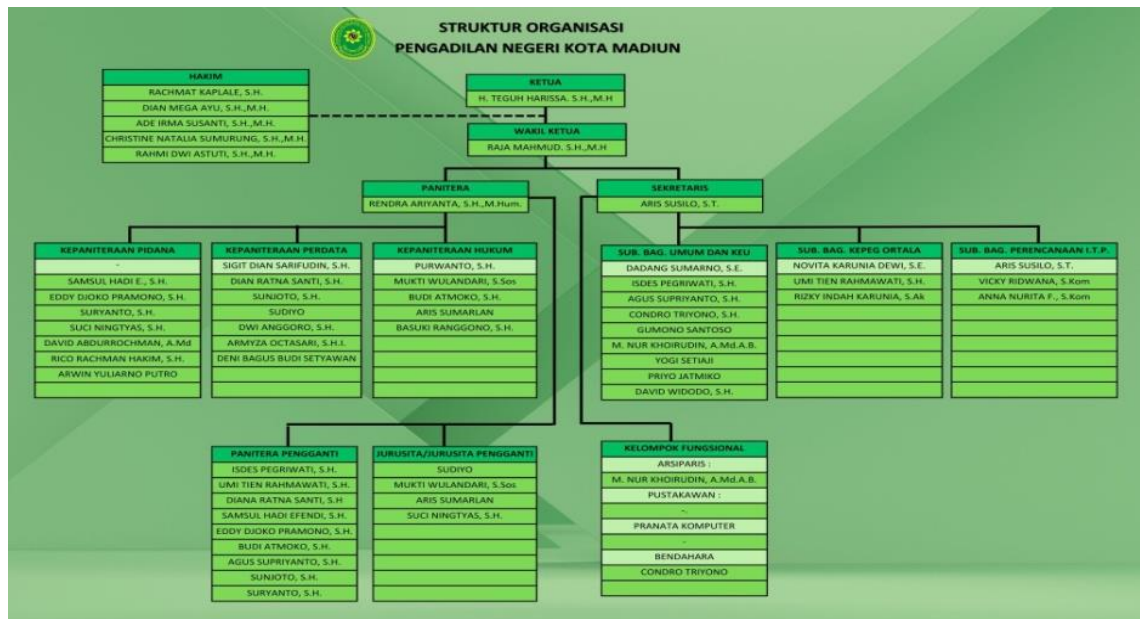 STRUKTUR ORGANISASI
PENGADILAN NEGERI KOTA MADIUN
HAKIM
RACHMAT KAPLALE, S.H.
DIAN MEGA AYU, S.H.,M.H.
ADE IRMA SUSANTI, S.H.,M.H.
CHRISTINE NATALIA SUMURUNG, S.H.,M.H.
RAHMI DWI ASTUTI, S.H.,M.H.
KETUA
H. TEGUH HARISSA. S.H.,M.H
WAKIL KETUA
RAJA MAHMUD. S.H.,M.H
PANITERA
RENDRA ARIYANTA, S.H.,M.Hum.
SEKRETARIS
ARIS SUSILO, S.T.
KEPANITERAAN PIDANA
-
SAMSUL HADI E., S.H.
EDDY DJOKO PRAMONO, S.H.
SURYANTO, S.H.
SUCI NINGTYAS, S.H.
DAVID ABDURROCHMAN, A.Md
RICO RACHMAN HAKIM, S.H.
ARWIN YULIARNO PUTRO
KEPANITERAAN PERDATA
SIGIT DIAN SARIFUDIN, S.H.
DIAN RATNA SANTI, S.H.
SUNJOTO, S.H.
SUDIYO
DWI ANGGORO, S.H.
ARMYZA OCTASARI, S.H.I.
DENI BAGUS BUDI SETYAWAN
KEPANITERAAN HUKUM
PURWANTO, S.H.
MUKTI WULANDARI, S.Sos
BUDI ATMOKO, S.H.
ARIS SUMARLAN
BASUKI RANGGONO, S.H.
SUB. BAG. UMUM DAN KEU
DADANG SUMARNO, S.E.
ISDES PEGRIWATI, S.H.
AGUS SUPRIYANTO, S.H.
CONDRO TRIYONO, S.H.
GUMONO SANTOSO
M. NUR KHOIRUDIN, A.Md.A.B.
YOGI SETIAJI
PRIYO JATMIKO
DAVID WIDODO, S.H.
SUB. BAG. KEPEG ORTALA
NOVITA KARUNIA DEWI, S.E.
UMI TIEN RAHMAWATI, S.H.
RIZKY INDAH KARUNIA, S.Ak
SUB. BAG. PERENCANAAN I.T.P.
ARIS SUSILO, S.T.
VICKY RIDWANA, S.Kom
ANNA NURITA F., S.Kom
PANITERA PENGGANTI
ISDES PEGRIWATI, S.H.
UMI TIEN RAHMAWATI, S.H.
DIANA RATNA SANTI, S.H
SAMSUL HADI EFENDI, S.H.
EDDY DJOKO PRAMONO, S.H.
BUDI ATMOKO, S.H.
AGUS SUPRIYANTO, S.H.
SUNJOTO, S.H.
SURYANTO, S.H.
JURUSITA/JURUSITA PENGGANTI
SUDIYO
MUKTI WULANDARI, S.Sos
ARIS SUMARLAN
SUCI NINGTYAS, S.H.
KELOMPOK FUNGSIONAL
ARSIPARIS :
M. NUR KHOIRUDIN, A.Md.A.B.
PUSTAKAWAN :
-.
PRANATA KOMPUTER
-
BENDAHARA
CONDRO TRIYONO